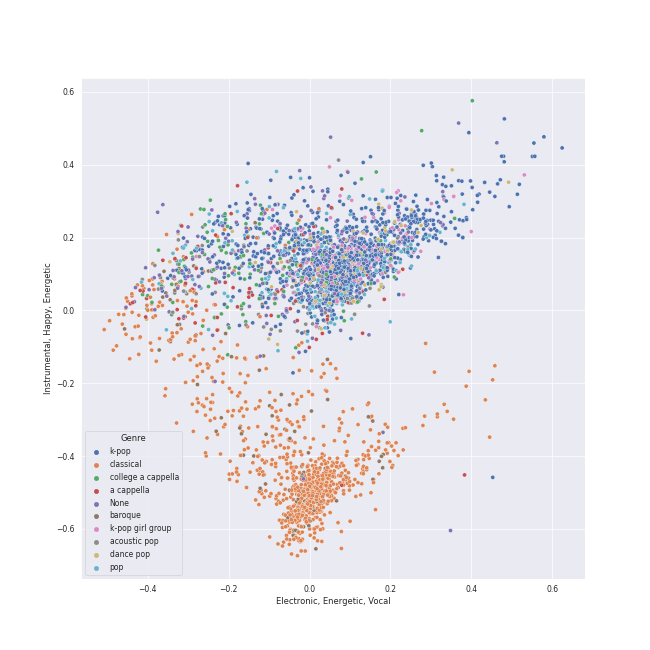 0.6
0.4
0.2
0.0
−0.2
−0.4
−0.6
Instrumental, Happy, Energetic
Genre
k-pop
classical
college a cappella
a cappella
None
baroque
k-pop girl group
acoustic pop
dance pop
pop
−0.4 −0.2 0.0 0.2 0.4 0.6
Electronic, Energetic, Vocal